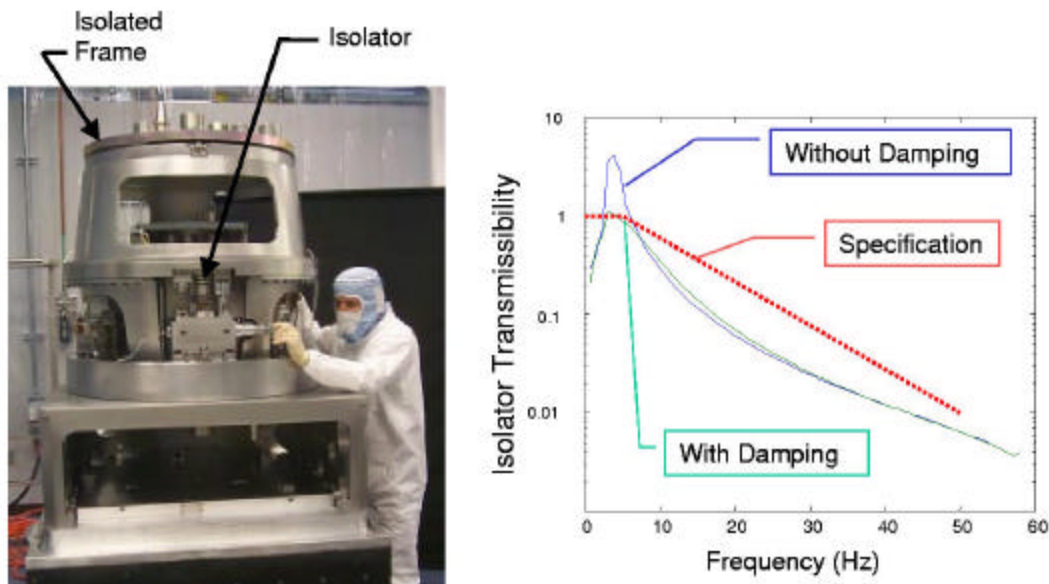 Isolated
Frame
Isolator
Isolator Transmissibility
10
1
0.1
0.01
Without Damping
Specification
With Damping
0
10
20
30
40
50
60
Frequency (Hz)